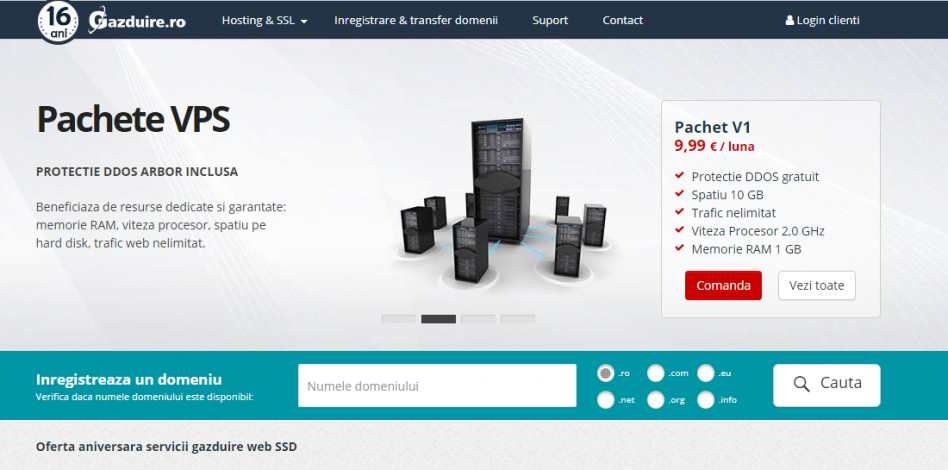 16 ani
Gazduire.ro
Hosting & SSL
Inregistrare & transfer domenii
Suport
Contact
Login clienti
Pachete VPS
PROTECTIE DDOS ARBOR INCLUSA
Beneficiaza de resurse dedicate si garantate:
memorie RAM, viteza procesor, spatiu pe
hard disk, trafic web nelimitat.
Pachet V1
9,99 € / luna
Protectie DDOS gratuit
Spatiu 10 GB
Trafic nelimitat
Viteza Procesor 2,0 GHz
Memorie RAM 1 GB
Comanda
Vezi toate
Inregistreaza un domeniu
Verifica daca numele domeniului este disponibil:
Numele domeniului
.ro .com .eu
.net .org .info
Cauta
Oferta aniversara servicii gazduire web SSD